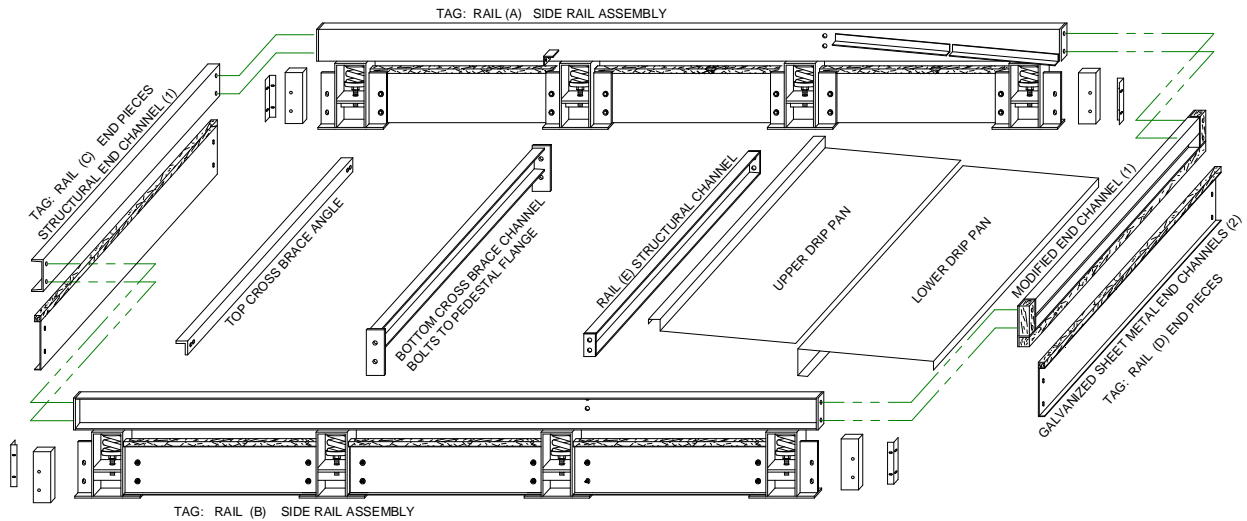 TAG:  RAIL (A)   SIDE RAIL ASSEMBLY
TAG:  RAIL  (C)   END PIECES
STRUCTURAL END CHANNEL (1)
TOP CROSS BRACE ANGLE
BOTTOM CROSS BRACE CHANNEL
BOLTS TO PEDESTAL FLANGE
RAIL (E) STRUCTURAL CHANNEL
UPPER DRIP PAN
LOWER DRIP PAN
MODIFIED END CHANNEL (1)
GALVANIZED SHEET METAL END CHANNELS (2)
TAG:  RAIL  (D) END PIECES
TAG:   RAIL  (B)   SIDE RAIL ASSEMBLY